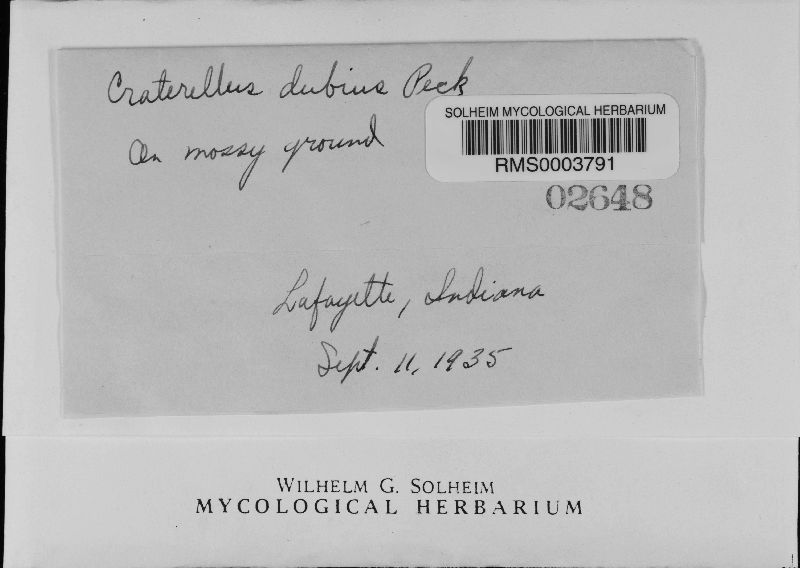 Craterellus dubius Peck
On mossy ground
SOLHEIM MYCOLOGICAL HERBARIUM
RMS0003791
02648
Lafayette, Indiana
Sept. 11, 1935
WILHELM G. SOLHEIM
MYCOLOGICAL HERBARIUM